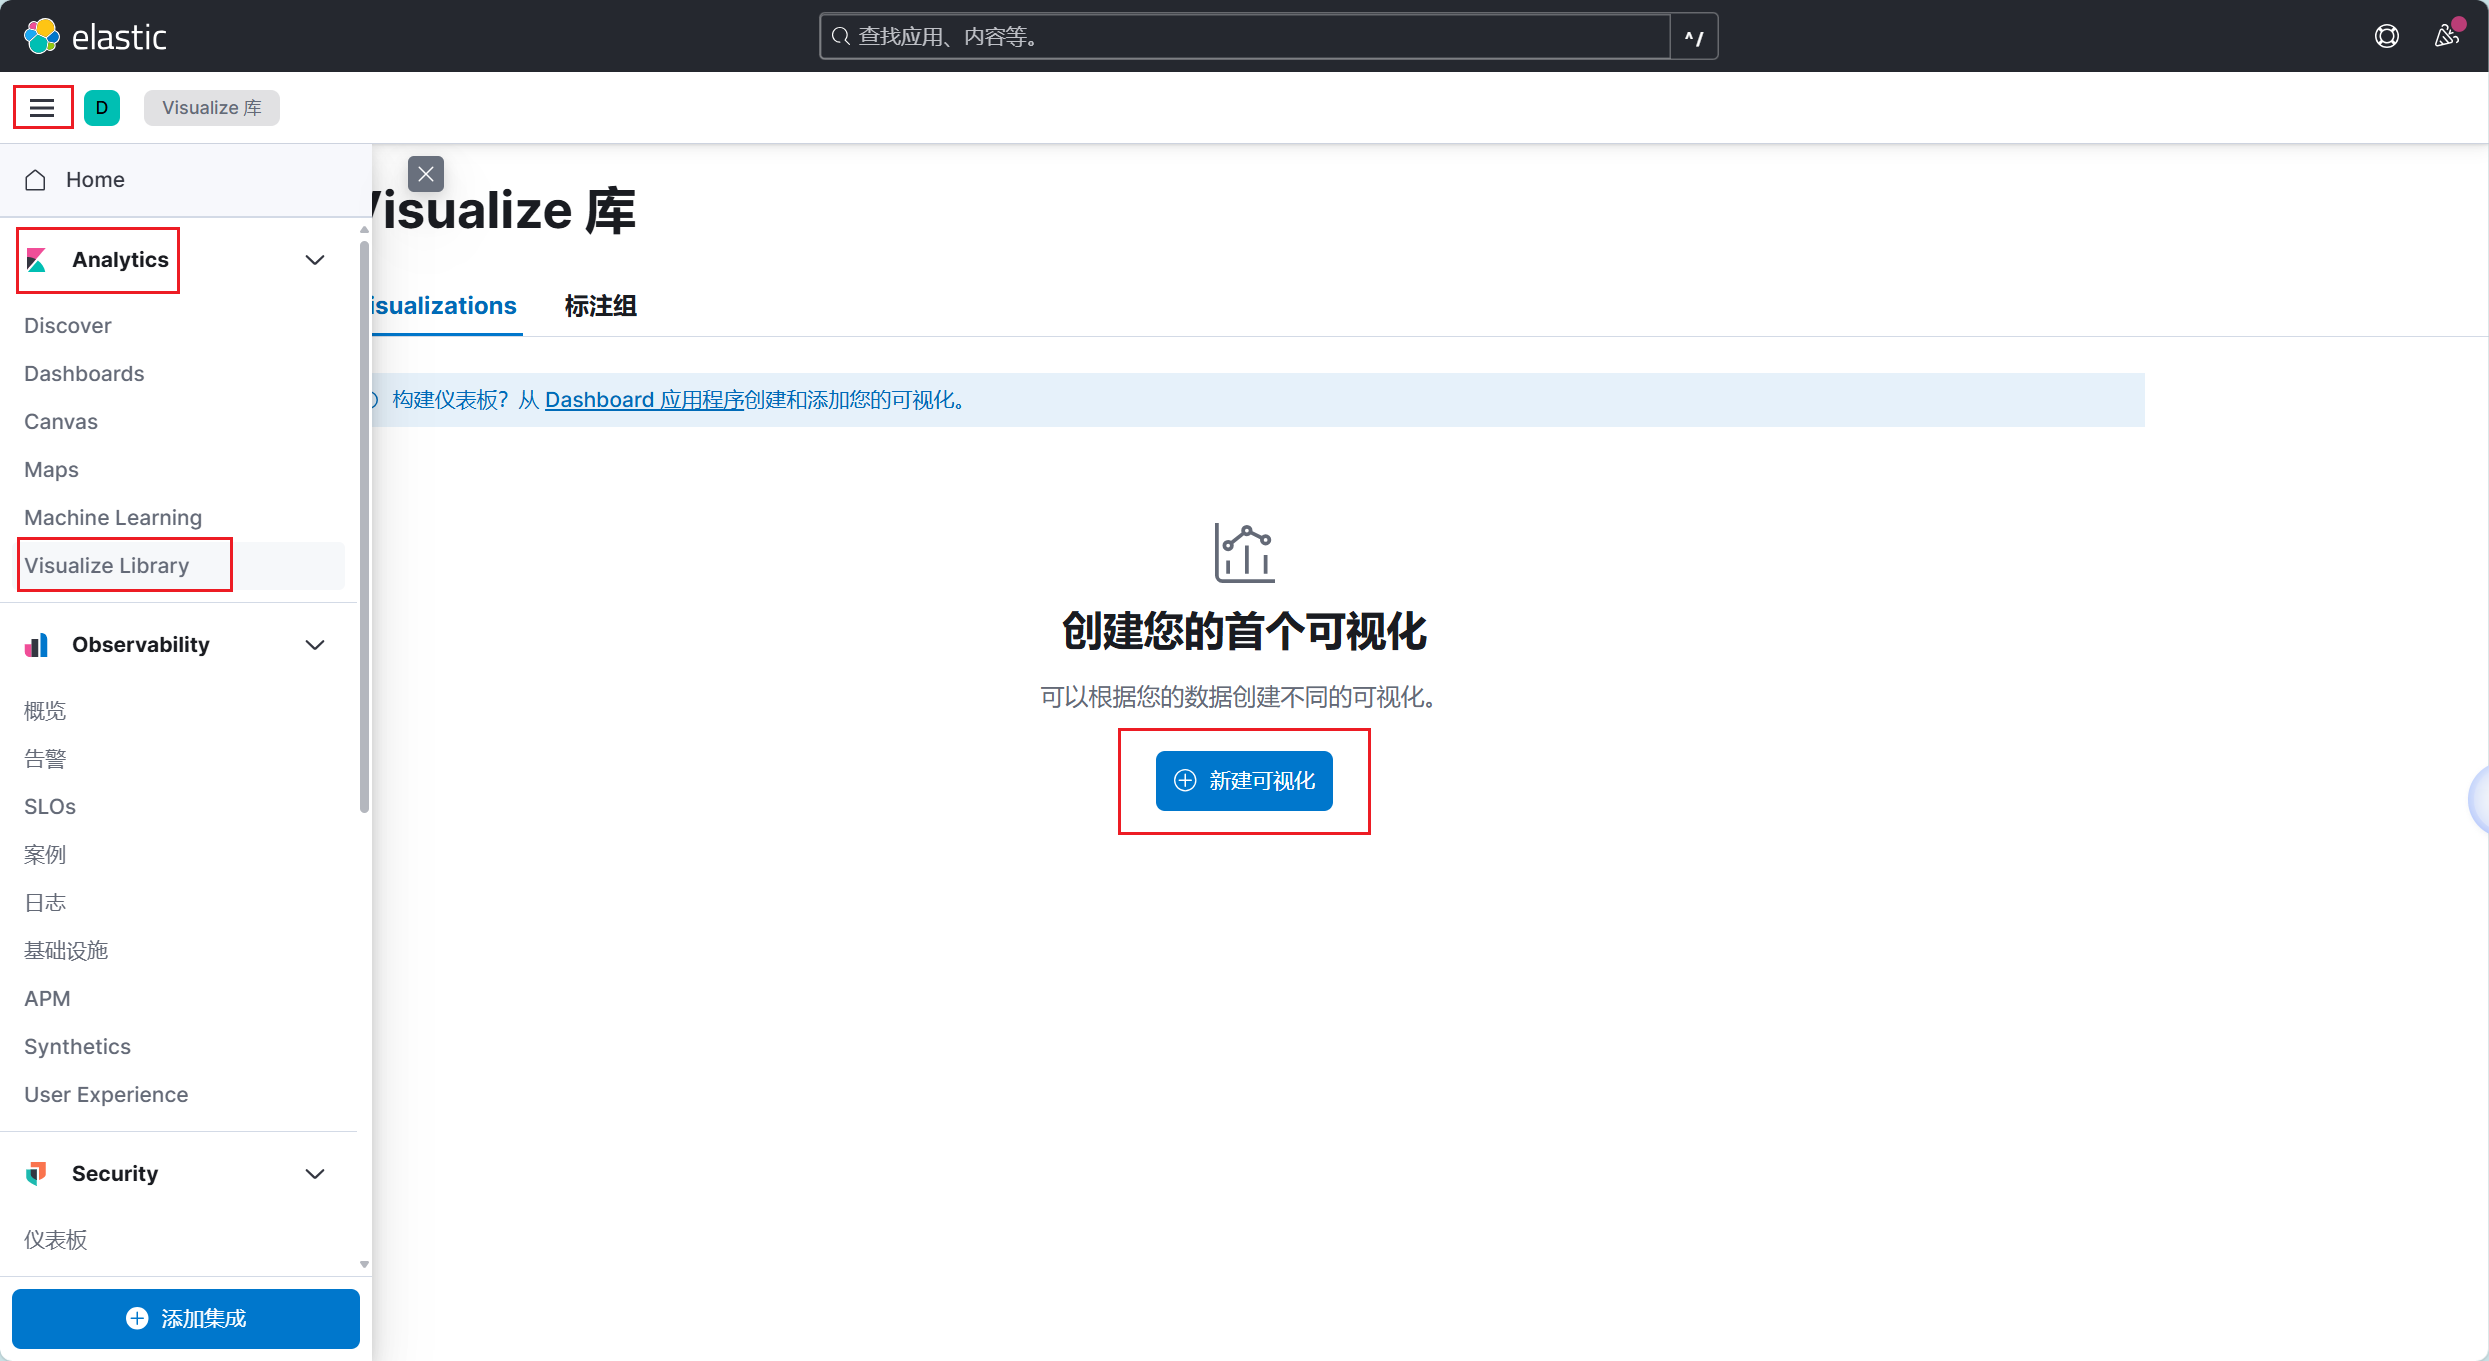 elastic
查找应用、内容等。
^/
D
Visualize 库
Home
Analytics
Discover
Dashboards
Canvas
Maps
Machine Learning
Visualize Library
Observability
概览
告警
SLOs
案例
日志
基础设施
APM
Synthetics
User Experience
Security
仪表板
添加集成
isualize 库
isualizations
标注组
构建仪表板？从 Dashboard 应用程序创建和添加您的可视化。
创建您的首个可视化
可以根据您的数据创建不同的可视化。
新建可视化